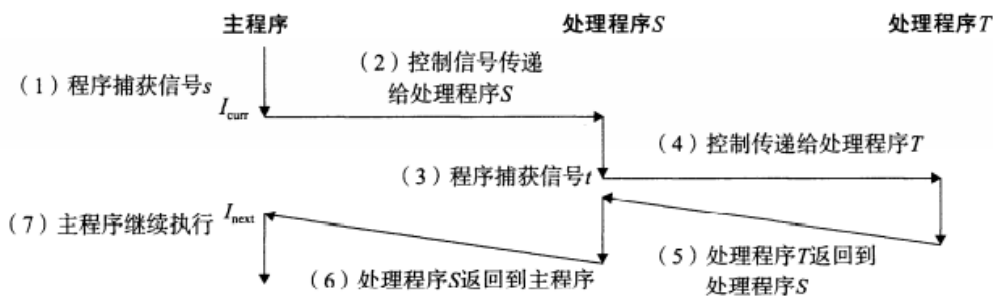 主程序
处理程序S
处理程序T
（1）程序捕获信号s
（2）控制信号传递
给处理程序S
I_curr
（3）程序捕获信号t
（4）控制传递给处理程序T
（7）主程序继续执行
I_next
（5）处理程序T返回到
处理程序S
（6）处理程序S返回到主程序